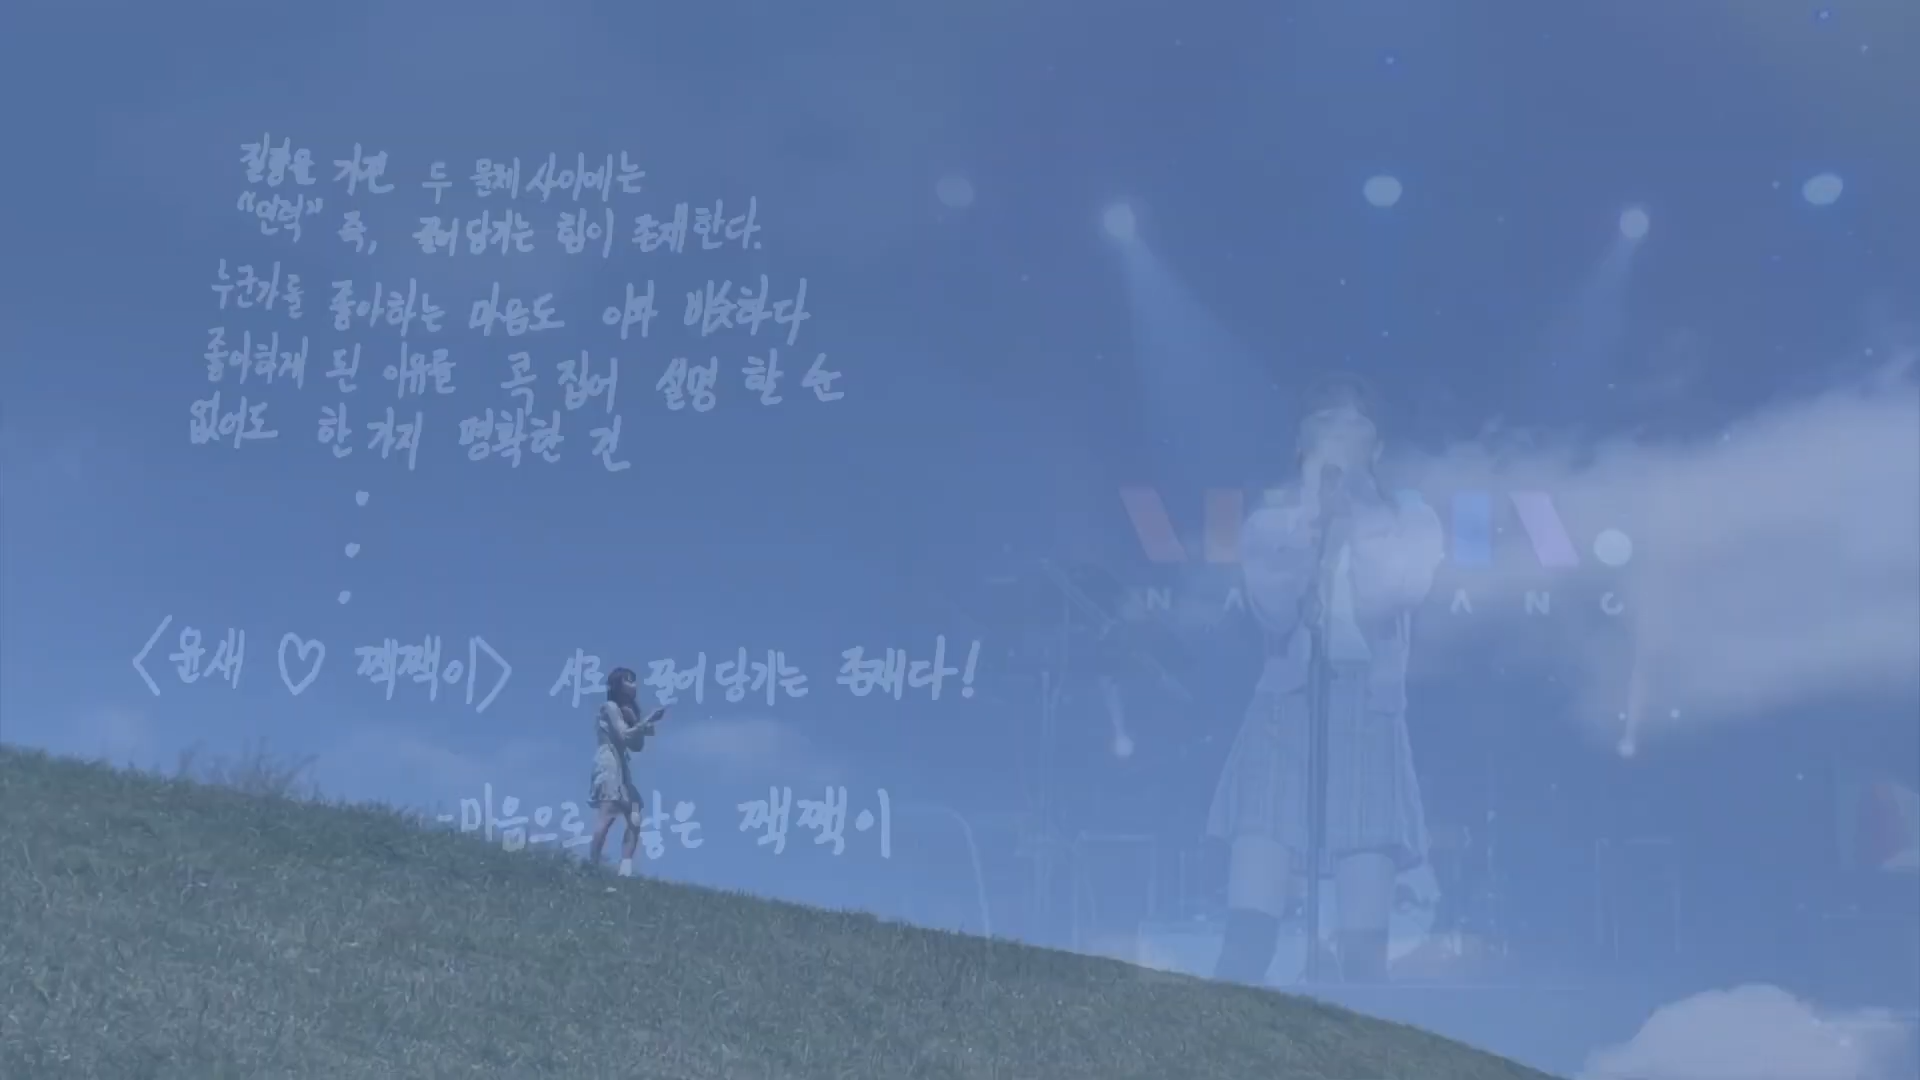 질량을 가진 두 물체 사이에는
"인력" 즉, 끌어당기는 힘이 존재한다.
누군가를 좋아하는 마음도 이와 비슷하다
좋아하게 된 이유를 콕 집어 설명 할 순
없어도 한 가지 명확한 건
.
.
.
<윤새 ♡ 짹짹이> 서로 끌어당기는 존재다!
-마음으로 낳은 짹짹이